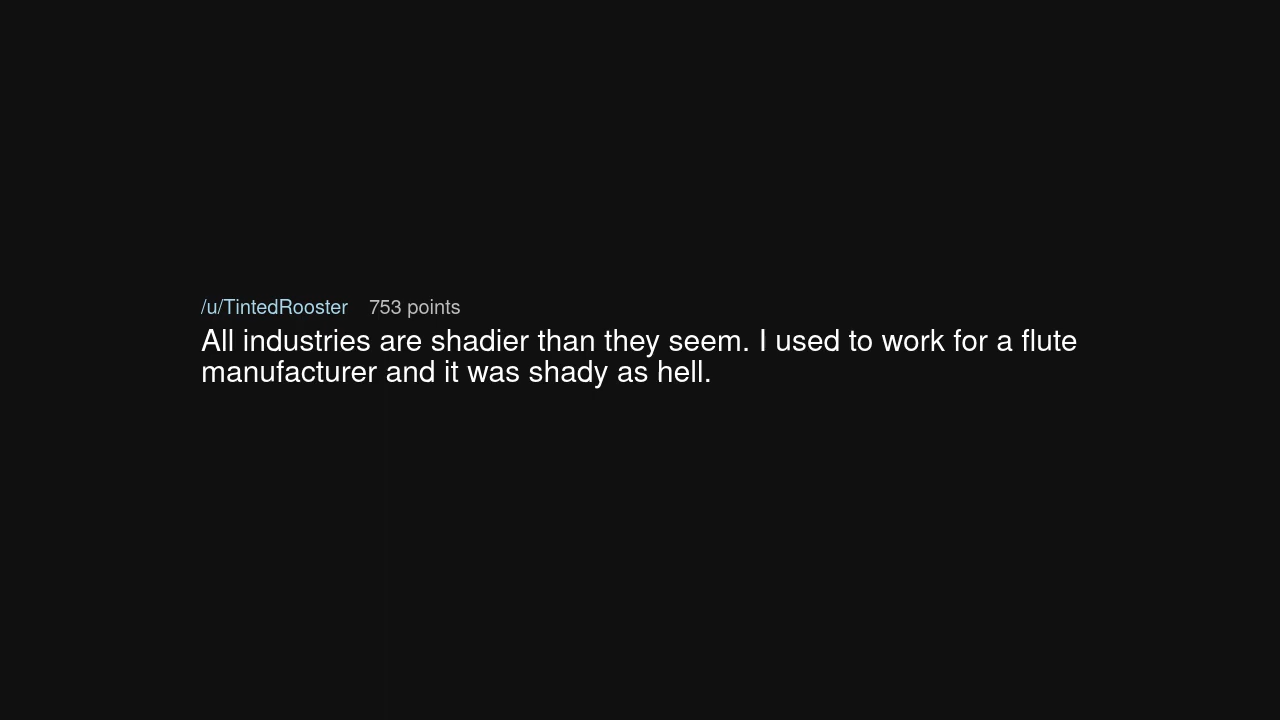 /u/TintedRooster 753 points
All industries are shadier than they seem. I used to work for a flute
manufacturer and it was shady as hell.